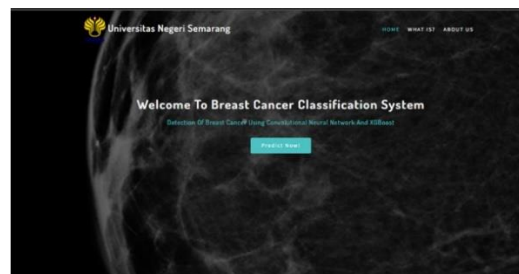 Universitas Negeri Semarang
HOME WHAT IS? ABOUT US
Welcome To Breast Cancer Classification System
Detection Of Breast Cancer Using Convolutional Neural Network And XGBoost
Predict Now!